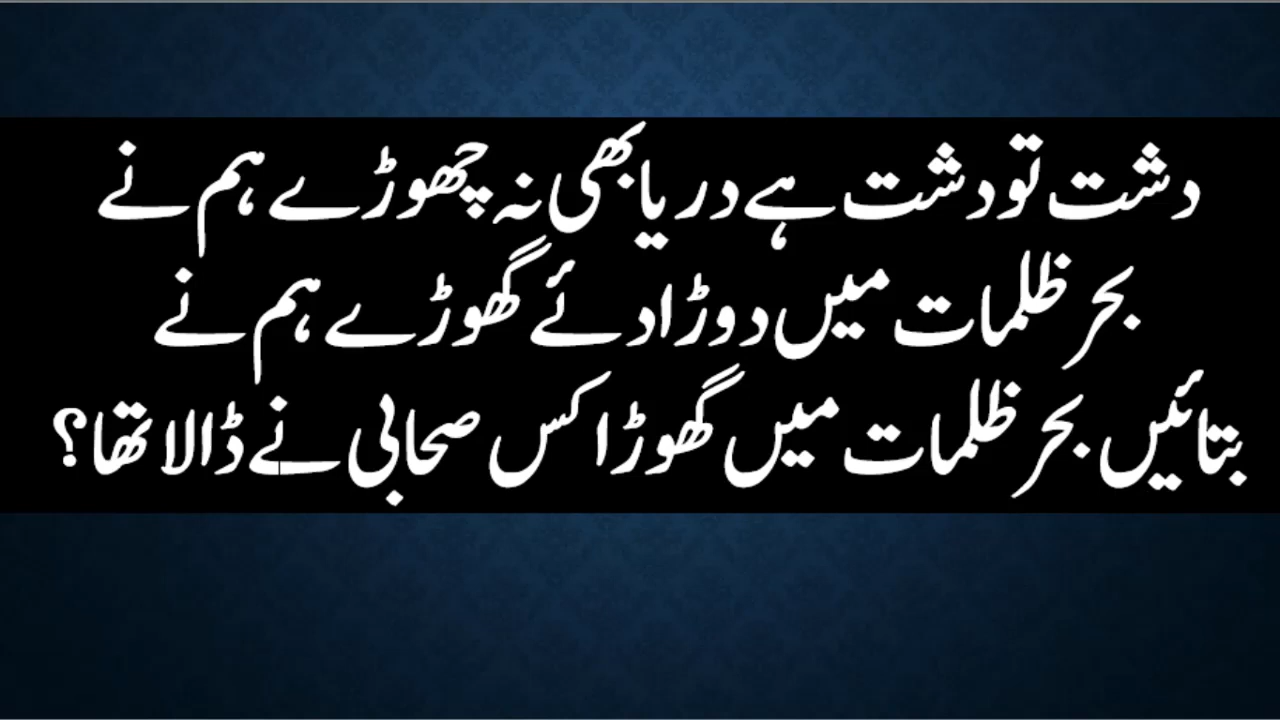 دشت تو دشت ہے دریا بھی نہ چھوڑے ہم نے
بحر ظلمات میں دوڑا دئے گھوڑے ہم نے
بتائیں بحر ظلمات میں گھوڑا کس صحابی نے ڈالا تھا؟